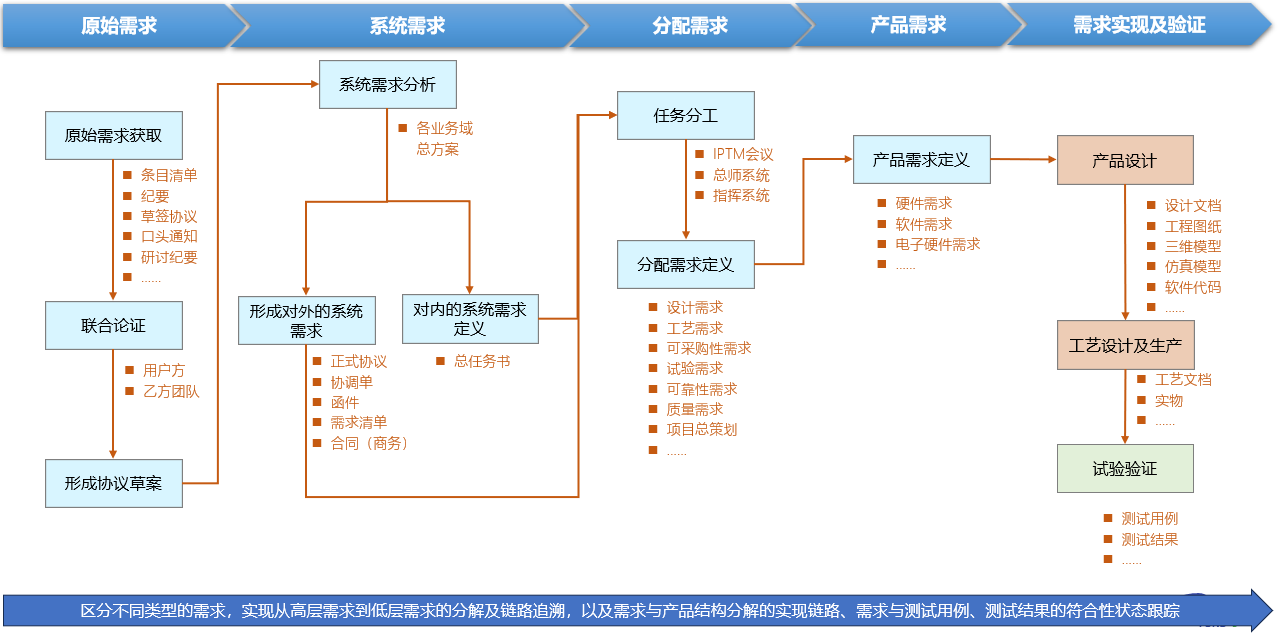 原始需求
系统需求
分配需求
产品需求
需求实现及验证
原始需求获取
条目清单
纪要
草签协议
口头通知
研讨纪要
......
联合论证
用户方
乙方团队
形成协议草案
系统需求分析
各业务域
总方案
形成对外的系统
需求
正式协议
协调单
函件
需求清单
合同（商务）
对内的系统需求
定义
总任务书
任务分工
IPTM会议
总师系统
指挥系统
分配需求定义
设计需求
工艺需求
可采购性需求
试验需求
可靠性需求
质量需求
项目总策划
......
产品需求定义
硬件需求
软件需求
电子硬件需求
......
产品设计
设计文档
工程图纸
三维模型
仿真模型
软件代码
......
工艺设计及生产
工艺文档
实物
......
试验验证
测试用例
测试结果
......
区分不同类型的需求，实现从高层需求到低层需求的分解及链路追溯，以及需求与产品结构分解的实现链路、需求与测试用例、测试结果的符合性状态跟踪